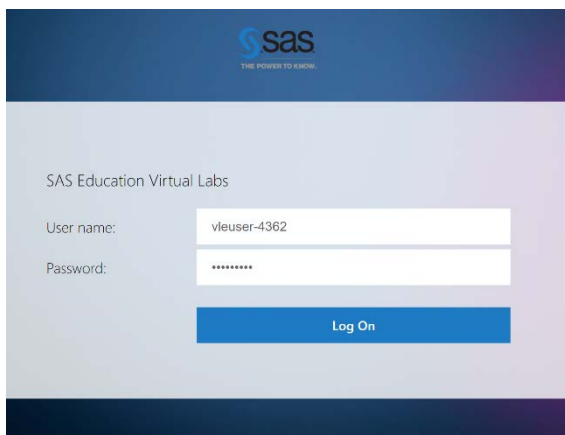 sas
THE POWER TO KNOW.
SAS Education Virtual Labs
User name: vleuser-4362
Password: •••••••••
Log On